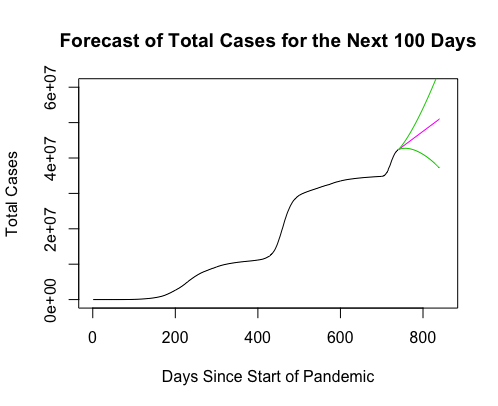 Forecast of Total Cases for the Next 100 Days
6e+07
4e+07
2e+07
0e+00
Total Cases
0 200 400 600 800
Days Since Start of Pandemic